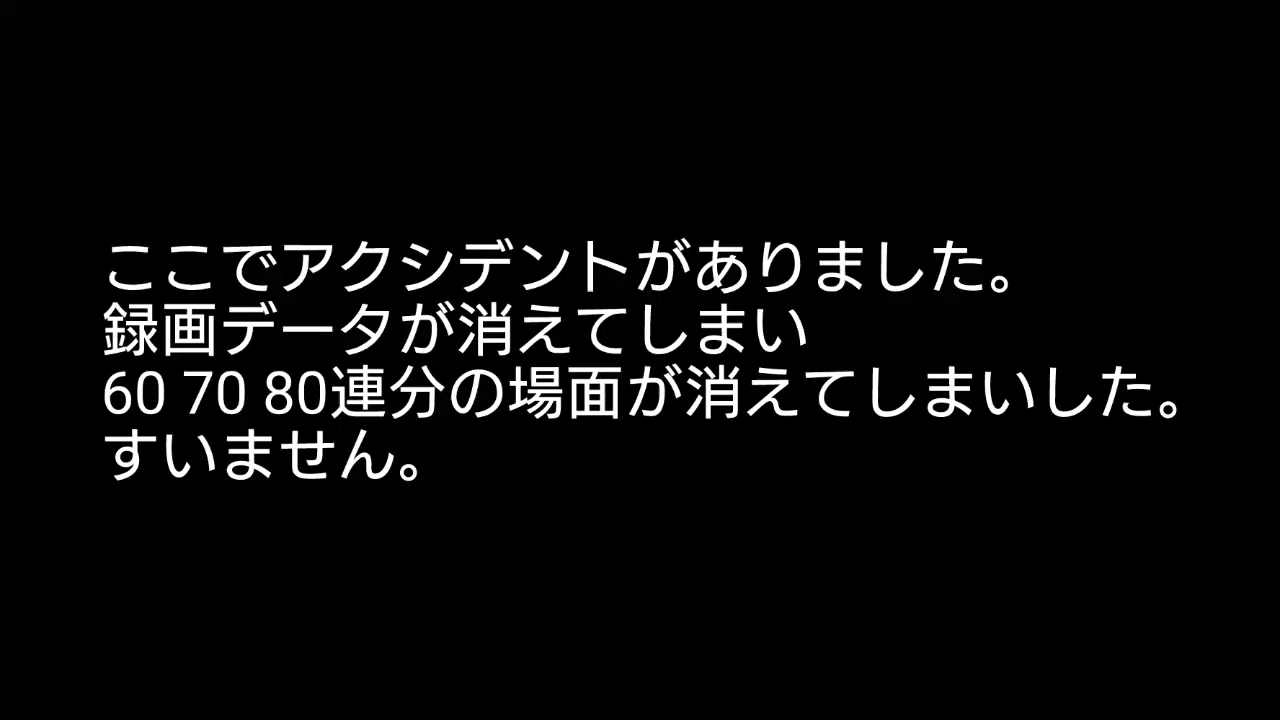 ここでアクシデントがありました。
録画データが消えてしまい
60 70 80連分の場面が消えてしまいした。
すいません。